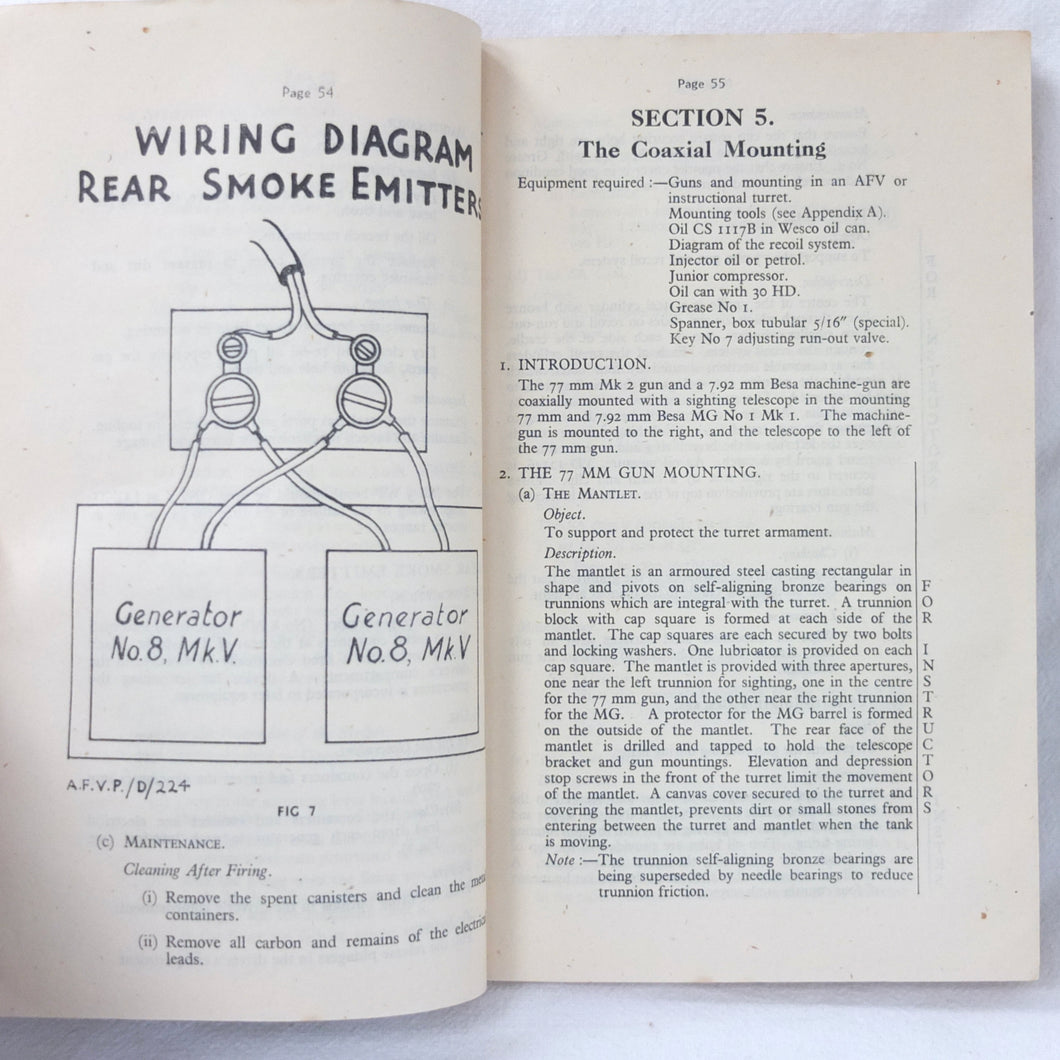 Page 54
WIRING DIAGRAM
REAR SMOKE EMITTERS
Generator
No.8, Mk.V.
Generator
No.8, Mk.V
A.F.V.P./D/224
FIG 7
(c) MAINTENANCE.
Cleaning After Firing.
(i) Remove the spent canisters and clean the
containers.
(ii) Remove all carbon and remains of the
leads.
Page 55
SECTION 5.
The Coaxial Mounting
Equipment required :—Guns and mounting in an AFV or
instructional turret.
Mounting tools (see Appendix A).
Oil CS 1117B in Wesco oil can.
Diagram of the recoil system.
Injector oil or petrol.
Junior compressor.
Oil can with 30 HD.
Grease No 1.
Spanner, box tubular 5/16″ (special).
Key No 7 adjusting run-out valve.
1. INTRODUCTION.
The 77 mm Mk 2 gun and a 7.92 mm Besa machine-gun are
coaxially mounted with a sighting telescope in the mounting
77 mm and 7.92 mm Besa MG No 1 Mk 1. The machine-
gun is mounted to the right, and the telescope to the left of
the 77 mm gun.
2. THE 77 MM GUN MOUNTING.
(a) THE MANTLET.
Object.
To support and protect the turret armament.
Description.
The mantlet is an armoured steel casting rectangular in
shape and pivots on self-aligning bronze bearings on
trunnions which are integral with the turret. A trunnion
block with cap square is formed at each side of the
mantlet. The cap squares are each secured by two bolts
and locking washers. One lubricator is provided on each
cap square. The mantlet is provided with three apertures,
one near the left trunnion for sighting, one in the centre
for the 77 mm gun, and the other near the right trunnion
for the MG. A protector for the MG barrel is formed
on the outside of the mantlet. The rear face of the
mantlet is drilled and tapped to hold the telescope
bracket and gun mountings. Elevation and depression
stop screws in the front of the turret limit the movement
of the mantlet. A canvas cover secured to the turret and
covering the mantlet, prevents dirt or small stones from
entering between the turret and mantlet when the tank
is moving.
Note :—The trunnion self-aligning bronze bearings are
being superseded by needle bearings to reduce
trunnion friction.
FOR INSTRUCTORS